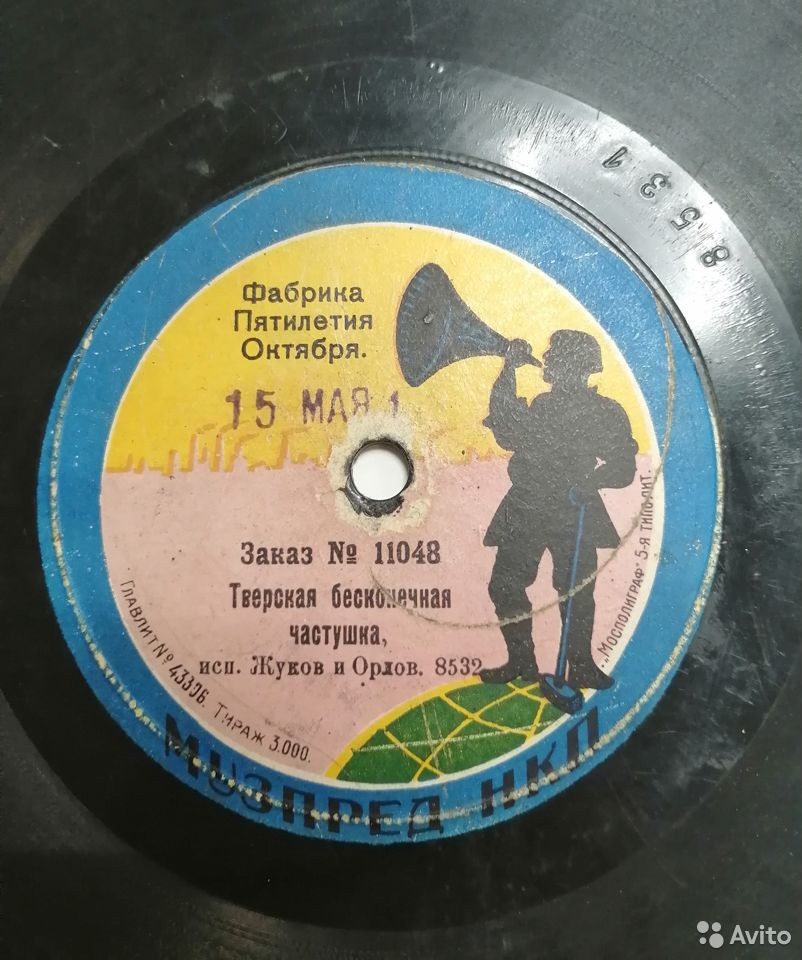 8531
Фабрика
Пятилетия
Октября.
15 МАЯ 1
Заказ № 11048
Тверская бесконечная
частушка,
исп. Жуков и Орлов. 8532
Главлит № 43396. Тираж 3.000.
„Мосполиграф" 5-я типо-лит.
МУЗПРЕД НКП
Avito